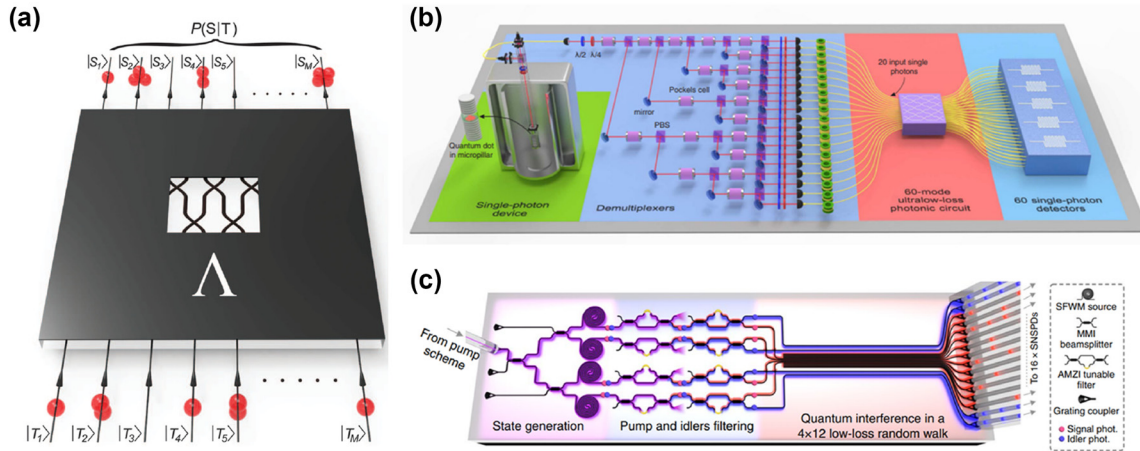 (a)
P(S|T)
|S1⟩ |S2⟩ |S3⟩ |S4⟩ |S5⟩ |SM⟩
Λ
|T1⟩ |T2⟩ |T3⟩ |T4⟩ |T5⟩ |TM⟩
(b)
λ/2 λ/4
20 input single
photons
Pockels cell
mirror
PBS
Quantum dot
in micropillar
Single-photon
device
Demultiplexers
60-mode
ultralow-loss
photonic circuit
60 single-photon
detectors
(c)
From pump
scheme
State generation
Pump and idlers filtering
Quantum interference in a
4×12 low-loss random walk
To 16 × SNSPDs
SFWM source
MMI
beamsplitter
AMZI tunable
filter
Grating coupler
Signal phot.
Idler phot.